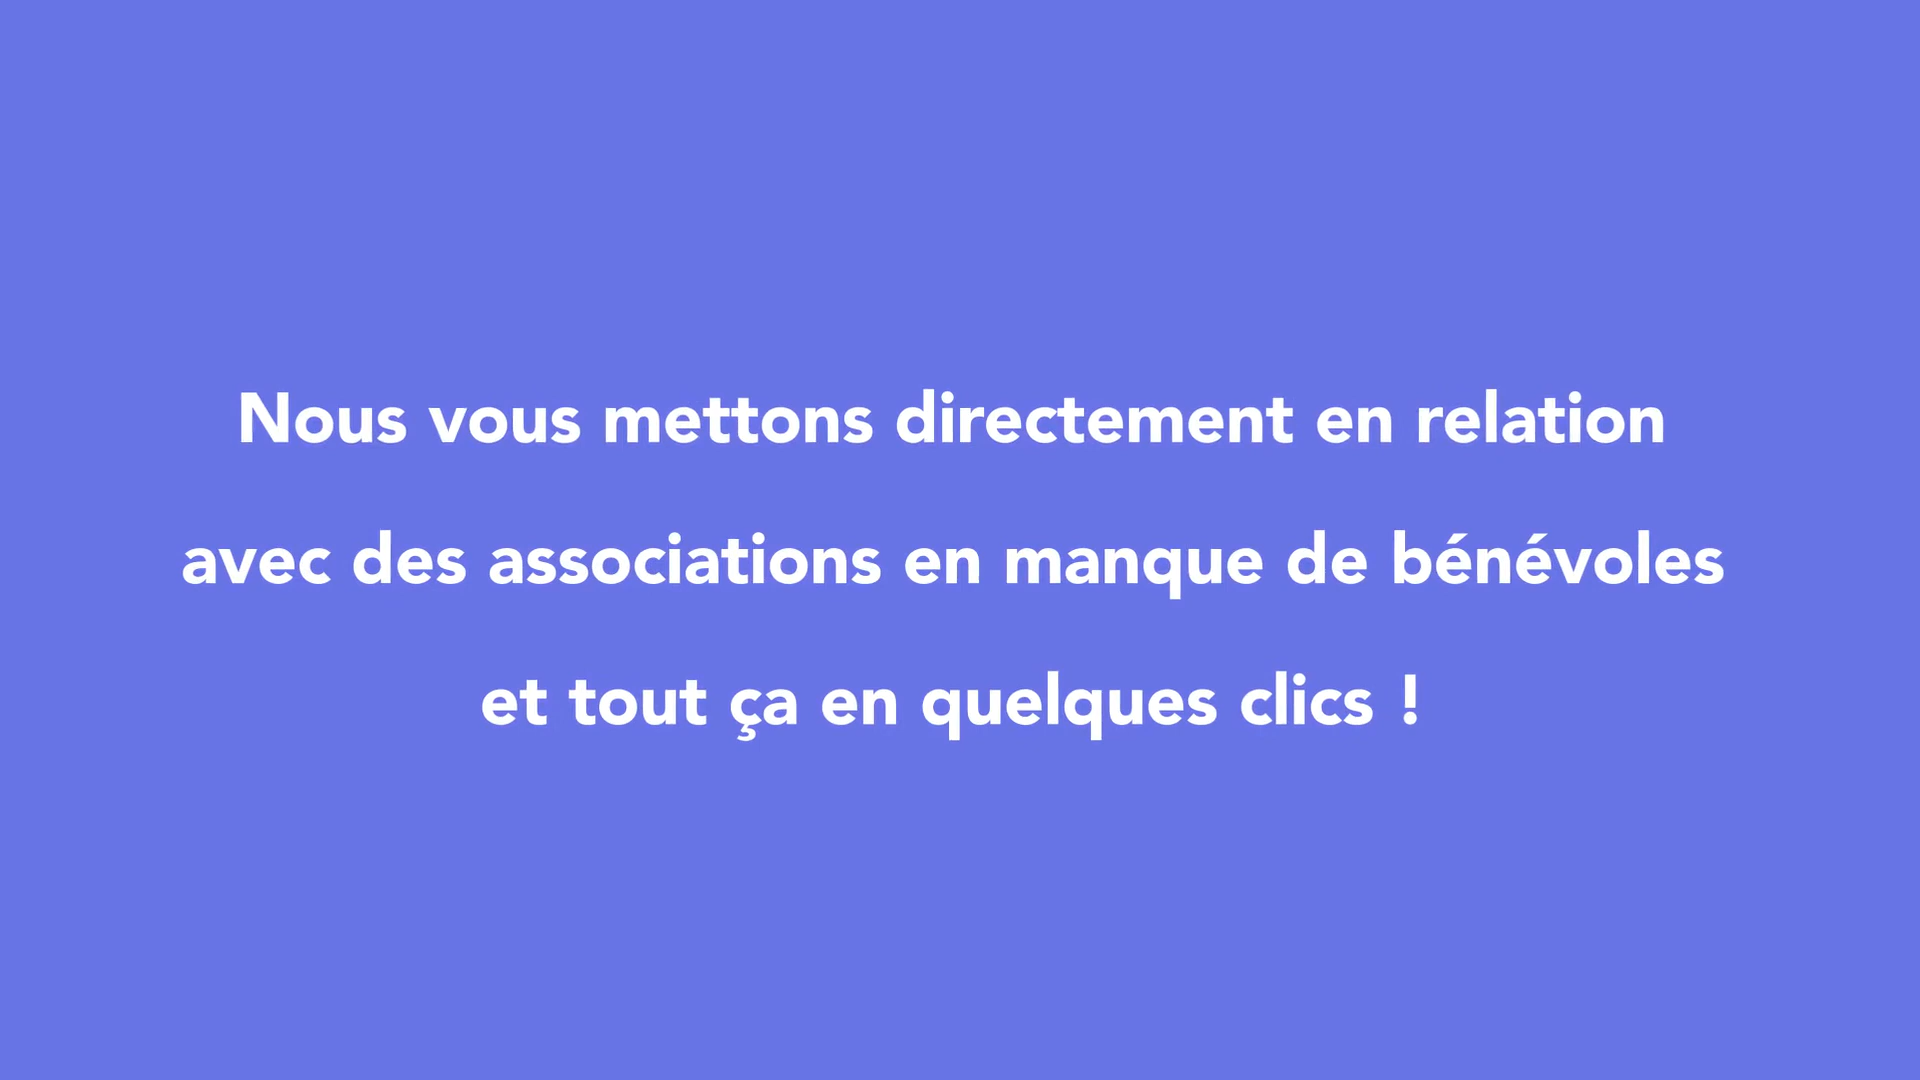 Nous vous mettons directement en relation
avec des associations en manque de bénévoles
et tout ça en quelques clics !